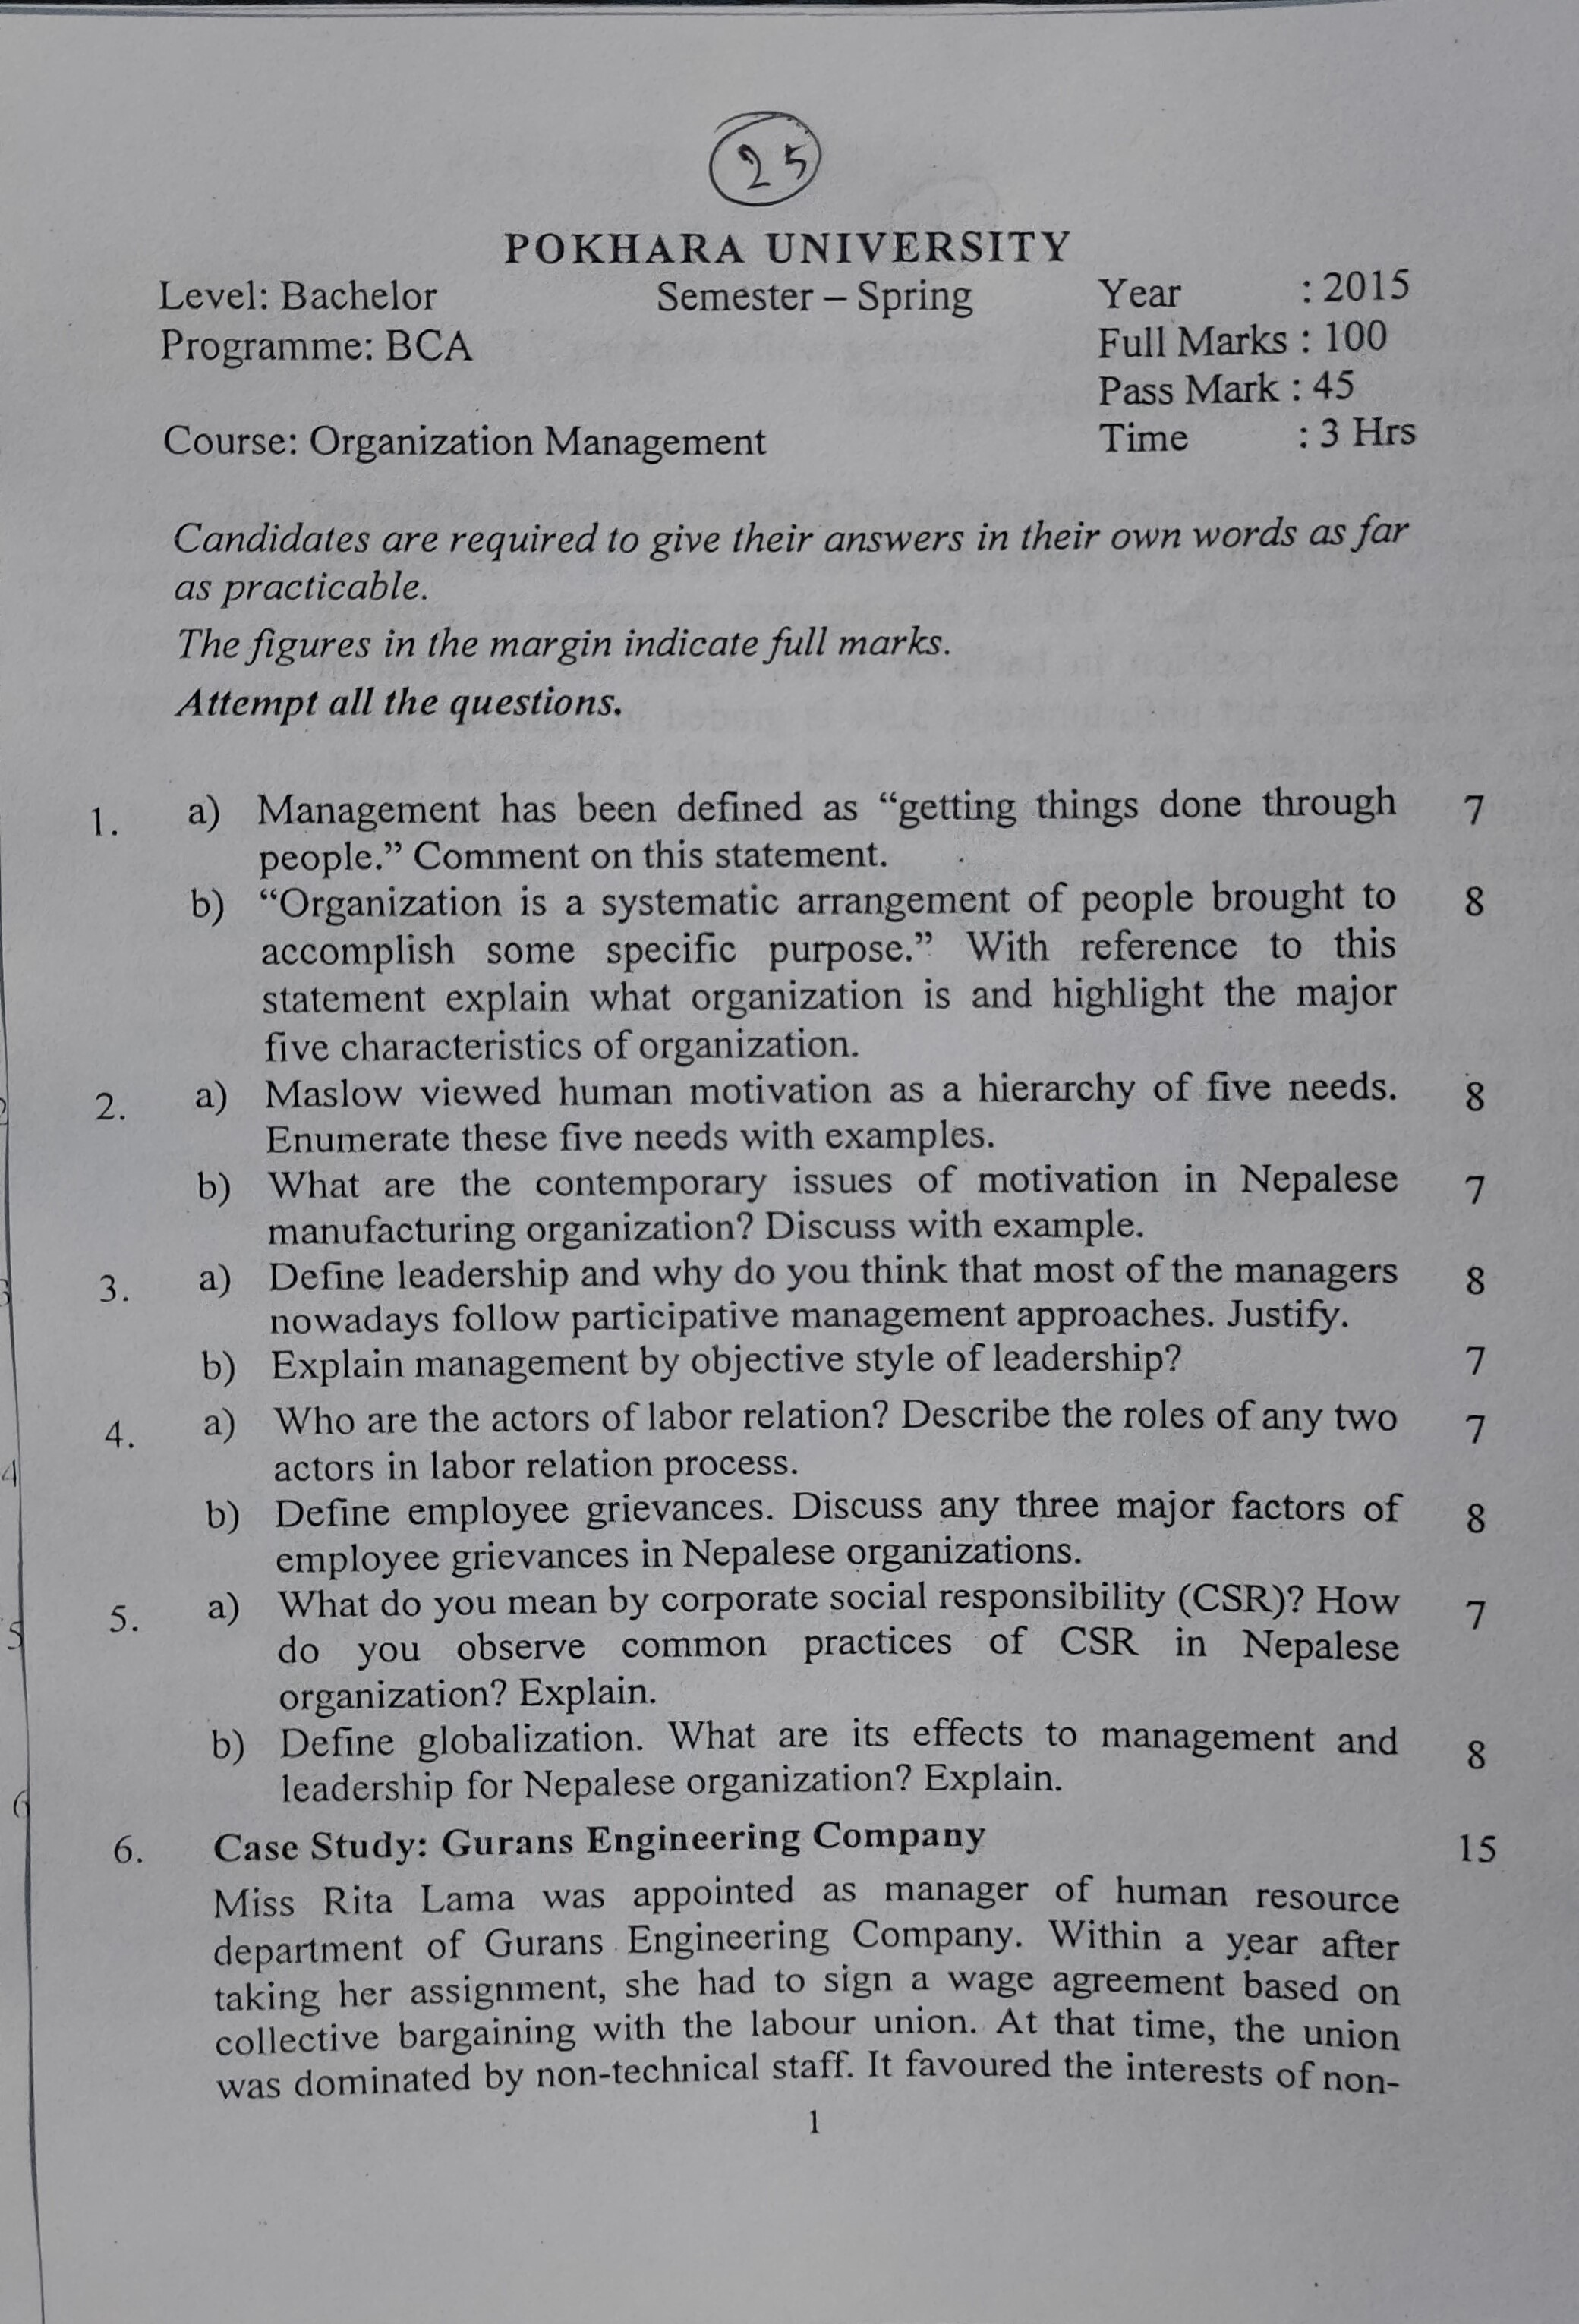 25
POKHARA UNIVERSITY
Level: Bachelor Semester – Spring Year : 2015
Programme: BCA Full Marks : 100
Pass Mark : 45
Course: Organization Management Time : 3 Hrs
Candidates are required to give their answers in their own words as far
as practicable.
The figures in the margin indicate full marks.
Attempt all the questions.
1. a) Management has been defined as “getting things done through 7
people.” Comment on this statement.
b) “Organization is a systematic arrangement of people brought to 8
accomplish some specific purpose.” With reference to this
statement explain what organization is and highlight the major
five characteristics of organization.
2. a) Maslow viewed human motivation as a hierarchy of five needs. 8
Enumerate these five needs with examples.
b) What are the contemporary issues of motivation in Nepalese 7
manufacturing organization? Discuss with example.
3. a) Define leadership and why do you think that most of the managers 8
nowadays follow participative management approaches. Justify.
b) Explain management by objective style of leadership? 7
4. a) Who are the actors of labor relation? Describe the roles of any two 7
actors in labor relation process.
b) Define employee grievances. Discuss any three major factors of 8
employee grievances in Nepalese organizations.
5. a) What do you mean by corporate social responsibility (CSR)? How 7
do you observe common practices of CSR in Nepalese
organization? Explain.
b) Define globalization. What are its effects to management and 8
leadership for Nepalese organization? Explain.
6. Case Study: Gurans Engineering Company 15
Miss Rita Lama was appointed as manager of human resource
department of Gurans Engineering Company. Within a year after
taking her assignment, she had to sign a wage agreement based on
collective bargaining with the labour union. At that time, the union
was dominated by non-technical staff. It favoured the interests of non-
1